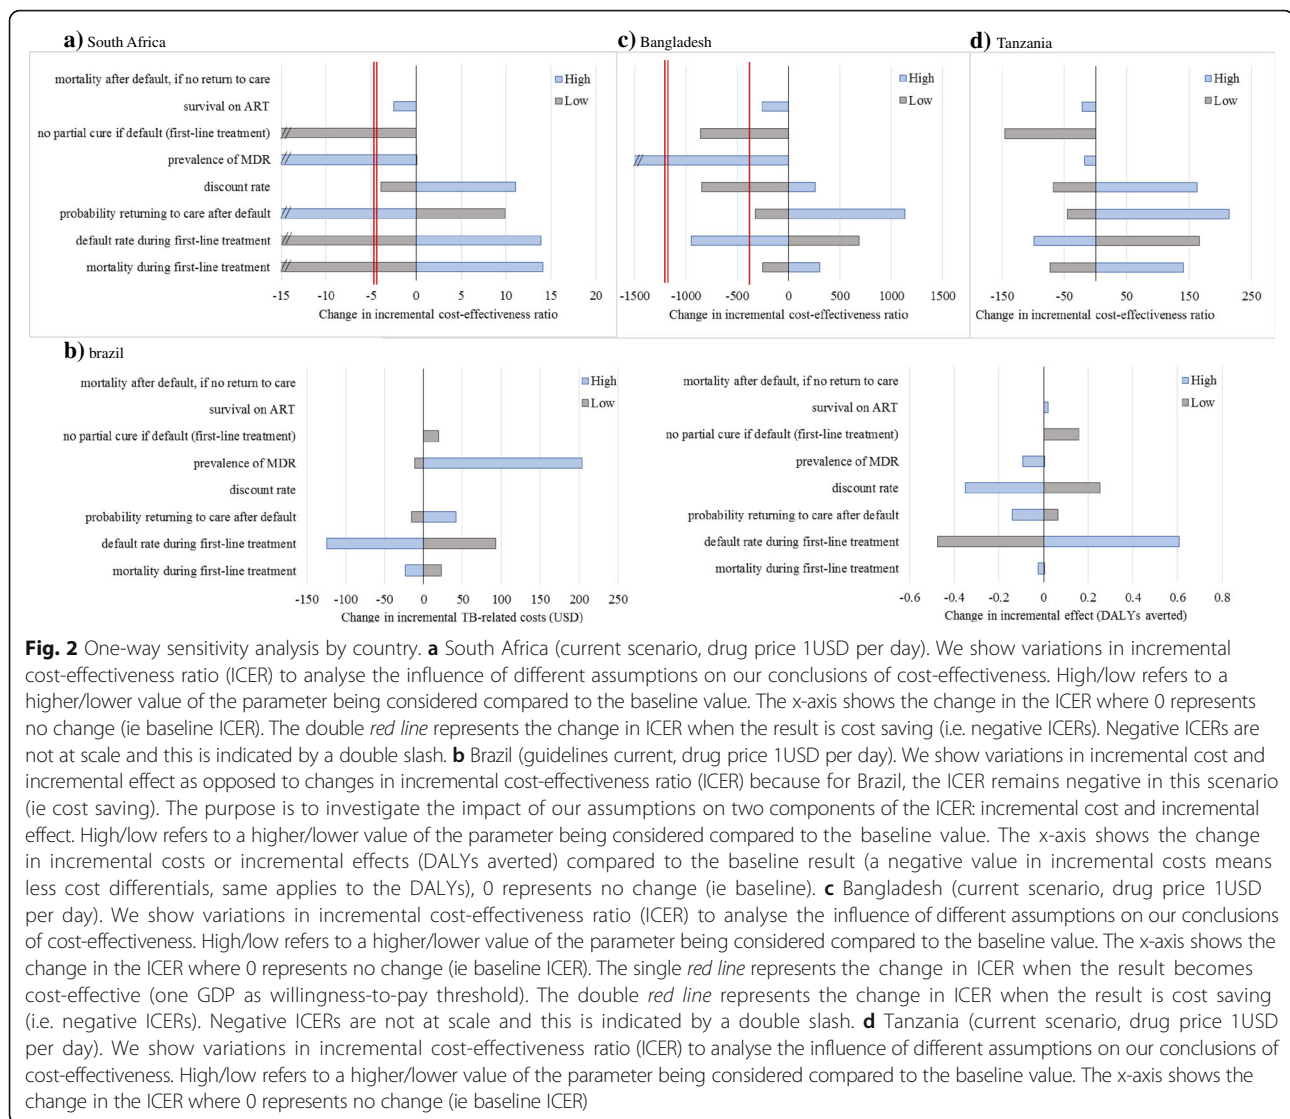 a) South Africa
c) Bangladesh
d) Tanzania
mortality after default, if no return to care
survival on ART
no partial cure if default (first-line treatment)
prevalence of MDR
discount rate
probability returning to care after default
default rate during first-line treatment
mortality during first-line treatment
High
Low
-15 -10 -5 0 5 10 15 20
Change in incremental cost-effectiveness ratio
High
Low
-1500 -1000 -500 0 500 1000 1500
Change in incremental cost-effectiveness ratio
High
Low
-150 -50 50 150 250
Change in incremental cost-effectiveness ratio
b) brazil
mortality after default, if no return to care
survival on ART
no partial cure if default (first-line treatment)
prevalence of MDR
discount rate
probability returning to care after default
default rate during first-line treatment
mortality during first-line treatment
High
Low
-150 -100 -50 0 50 100 150 200 250
Change in incremental TB-related costs (USD)
mortality after default, if no return to care
survival on ART
no partial cure if default (first-line treatment)
prevalence of MDR
discount rate
probability returning to care after default
default rate during first-line treatment
mortality during first-line treatment
High
Low
-0.6 -0.4 -0.2 0 0.2 0.4 0.6 0.8
Change in incremental effect (DALYs averted)
Fig. 2 One-way sensitivity analysis by country. a South Africa (current scenario, drug price 1USD per day). We show variations in incremental
cost-effectiveness ratio (ICER) to analyse the influence of different assumptions on our conclusions of cost-effectiveness. High/low refers to a
higher/lower value of the parameter being considered compared to the baseline value. The x-axis shows the change in the ICER where 0 represents
no change (ie baseline ICER). The double red line represents the change in ICER when the result is cost saving (i.e. negative ICERs). Negative ICERs are
not at scale and this is indicated by a double slash. b Brazil (guidelines current, drug price 1USD per day). We show variations in incremental cost and
incremental effect as opposed to changes in incremental cost-effectiveness ratio (ICER) because for Brazil, the ICER remains negative in this scenario
(ie cost saving). The purpose is to investigate the impact of our assumptions on two components of the ICER: incremental cost and incremental
effect. High/low refers to a higher/lower value of the parameter being considered compared to the baseline value. The x-axis shows the change
in incremental costs or incremental effects (DALYs averted) compared to the baseline result (a negative value in incremental costs means
less cost differentials, same applies to the DALYs), 0 represents no change (ie baseline). c Bangladesh (current scenario, drug price 1USD
per day). We show variations in incremental cost-effectiveness ratio (ICER) to analyse the influence of different assumptions on our conclusions
of cost-effectiveness. High/low refers to a higher/lower value of the parameter being considered compared to the baseline value. The x-axis shows the
change in the ICER where 0 represents no change (ie baseline ICER). The single red line represents the change in ICER when the result becomes
cost-effective (one GDP as willingness-to-pay threshold). The double red line represents the change in ICER when the result is cost saving
(i.e. negative ICERs). Negative ICERs are not at scale and this is indicated by a double slash. d Tanzania (current scenario, drug price 1USD
per day). We show variations in incremental cost-effectiveness ratio (ICER) to analyse the influence of different assumptions on our conclusions of
cost-effectiveness. High/low refers to a higher/lower value of the parameter being considered compared to the baseline value. The x-axis shows the
change in the ICER where 0 represents no change (ie baseline ICER)